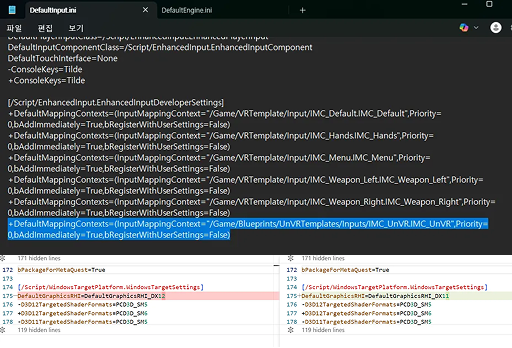 DefaultInput.ini
DefaultEngine.ini
파일 편집 보기
DefaultPlayerInputClass=/Script/EnhancedInput.EnhancedPlayerInput
DefaultInputComponentClass=/Script/EnhancedInput.EnhancedInputComponent
DefaultTouchInterface=None
-ConsoleKeys=Tilde
+ConsoleKeys=Tilde
[/Script/EnhancedInput.EnhancedInputDeveloperSettings]
+DefaultMappingContexts=(InputMappingContext="/Game/VRTemplate/Input/IMC_Default.IMC_Default",Priority=
0,bAddImmediately=True,bRegisterWithUserSettings=False)
+DefaultMappingContexts=(InputMappingContext="/Game/VRTemplate/Input/IMC_Hands.IMC_Hands",Priority=
0,bAddImmediately=True,bRegisterWithUserSettings=False)
+DefaultMappingContexts=(InputMappingContext="/Game/VRTemplate/Input/IMC_Menu.IMC_Menu",Priority=
0,bAddImmediately=True,bRegisterWithUserSettings=False)
+DefaultMappingContexts=(InputMappingContext="/Game/VRTemplate/Input/IMC_Weapon_Left.IMC_Weapon_Left",Priority=
0,bAddImmediately=True,bRegisterWithUserSettings=False)
+DefaultMappingContexts=(InputMappingContext="/Game/VRTemplate/Input/IMC_Weapon_Right.IMC_Weapon_Right",Priority=
0,bAddImmediately=True,bRegisterWithUserSettings=False)
+DefaultMappingContexts=(InputMappingContext="/Game/Blueprints/UnVRTemplates/Inputs/IMC_UnVR.IMC_UnVR",Priority=
0,bAddImmediately=True,bRegisterWithUserSettings=False)
171 hidden lines
172 bPackageForMetaQuest=True
173
174 [/Script/WindowsTargetPlatform.WindowsTargetSettings]
175 DefaultGraphicsRHI=DefaultGraphicsRHI_DX12
176 -D3D12TargetedShaderFormats=PCD3D_SM5
177 +D3D12TargetedShaderFormats=PCD3D_SM6
178 -D3D11TargetedShaderFormats=PCD3D_SM5
119 hidden lines
171 hidden lines
172 bPackageForMetaQuest=True
173
174 [/Script/WindowsTargetPlatform.WindowsTargetSettings]
175 DefaultGraphicsRHI=DefaultGraphicsRHI_DX11
176 -D3D12TargetedShaderFormats=PCD3D_SM5
177 +D3D12TargetedShaderFormats=PCD3D_SM6
178 -D3D11TargetedShaderFormats=PCD3D_SM5
119 hidden lines